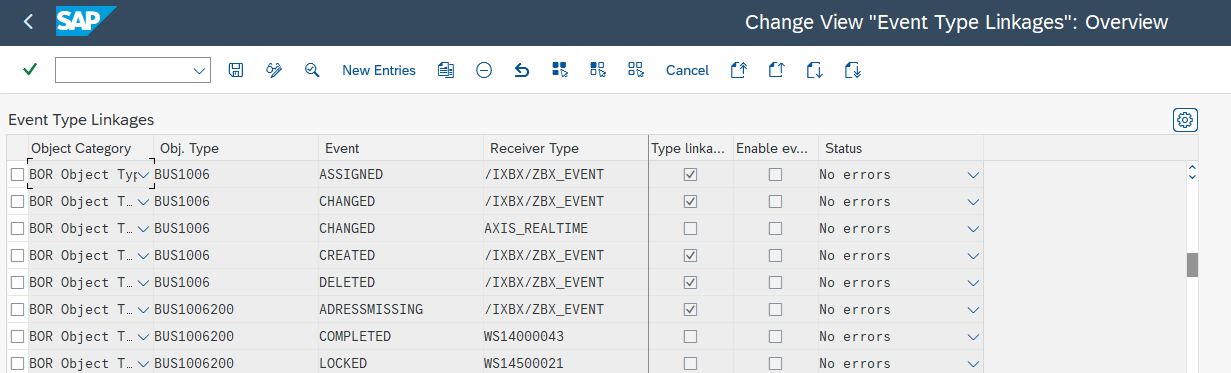 SAP Change View "Event Type Linkages": Overview
New Entries Cancel
Event Type Linkages
Object Category Obj. Type Event Receiver Type Type linka... Enable ev... Status
BOR Object Typ BUS1006 ASSIGNED /IXBX/ZBX_EVENT No errors
BOR Object T… BUS1006 CHANGED /IXBX/ZBX_EVENT No errors
BOR Object T… BUS1006 CHANGED AXIS_REALTIME No errors
BOR Object T… BUS1006 CREATED /IXBX/ZBX_EVENT No errors
BOR Object T… BUS1006 DELETED /IXBX/ZBX_EVENT No errors
BOR Object T… BUS1006200 ADRESSMISSING /IXBX/ZBX_EVENT No errors
BOR Object T… BUS1006200 COMPLETED WS14000043 No errors
BOR Object T… BUS1006200 LOCKED WS14500021 No errors